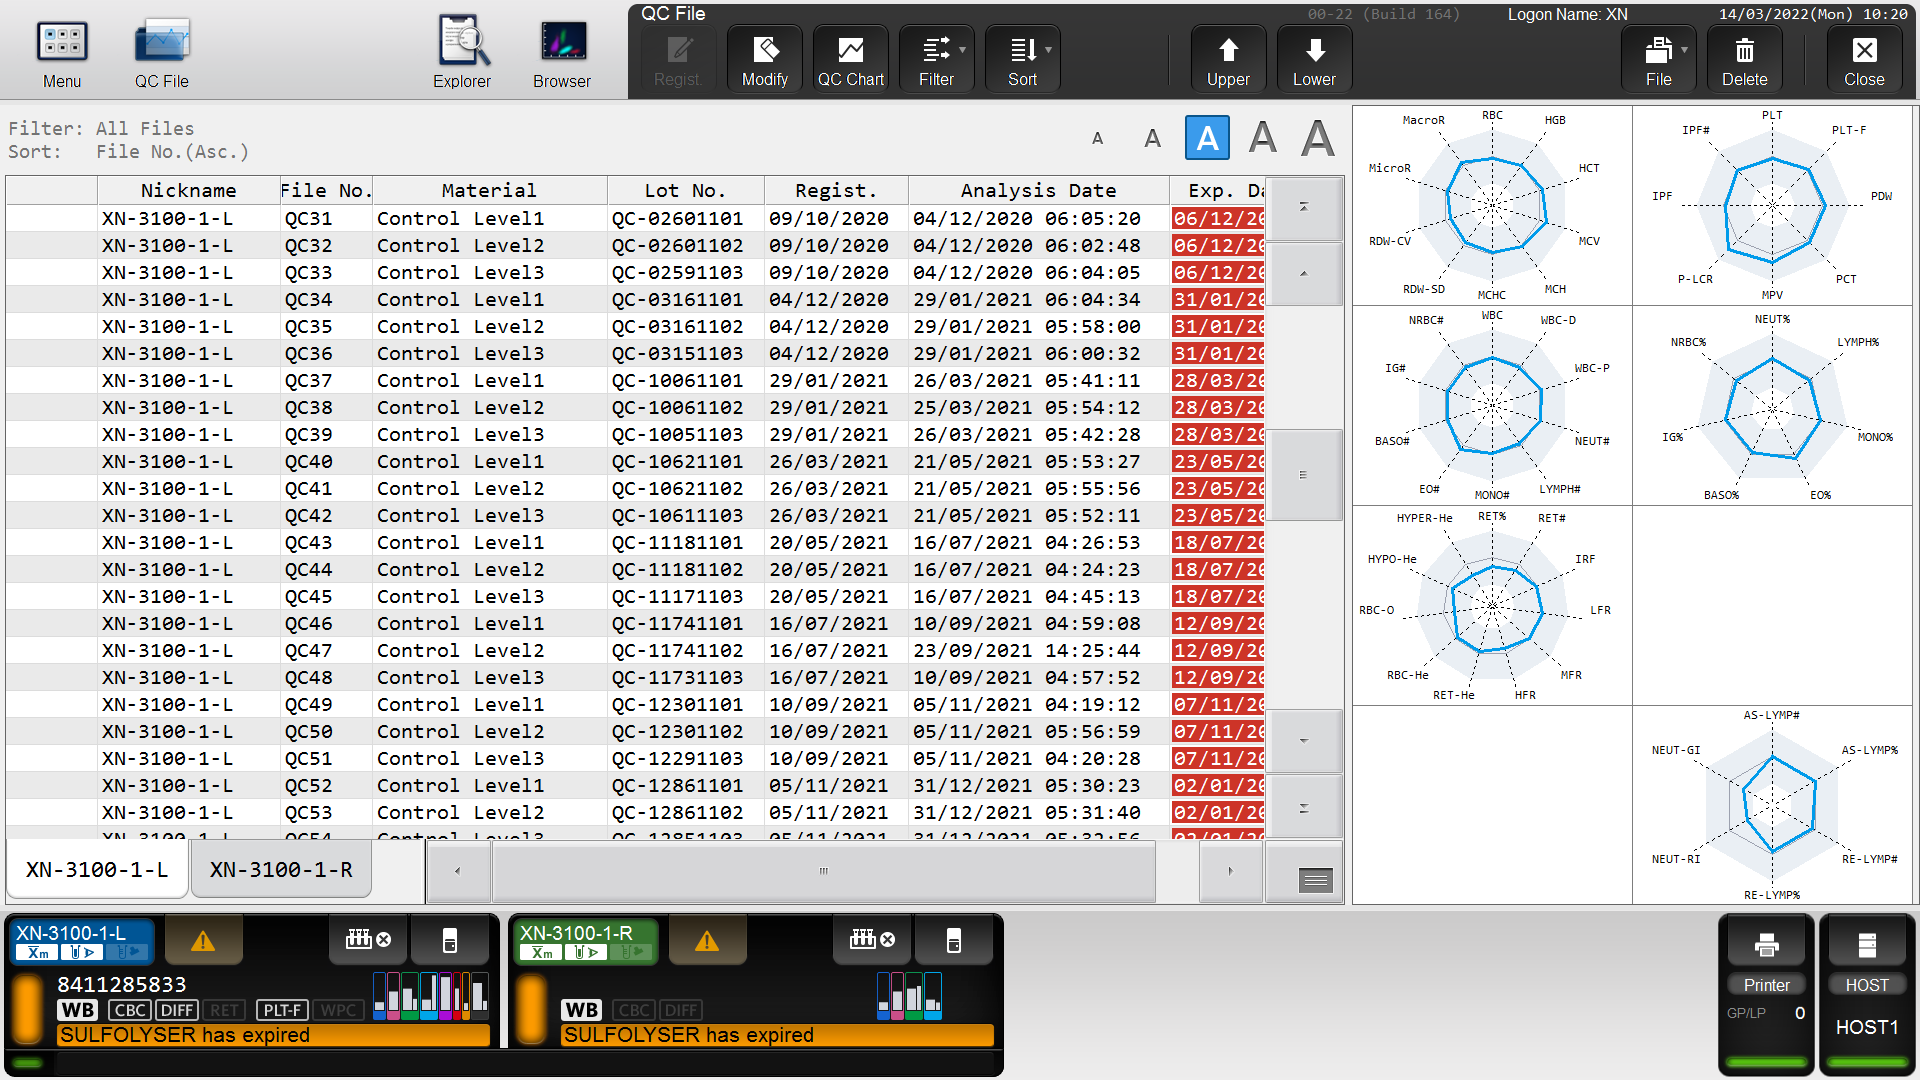 Menu
QC File
Explorer
Browser
QC File
00-22 (Build 164)
Logon Name: XN
14/03/2022(Mon) 10:20
Regist.
Modify
QC Chart
Filter
Sort
Upper
Lower
File
Delete
Close
Filter: All Files
Sort: File No.(Asc.)
A A A A A
Nickname File No. Material Lot No. Regist. Analysis Date Exp. Da
XN-3100-1-L QC31 Control Level1 QC-02601101 09/10/2020 04/12/2020 06:05:20 06/12/20
XN-3100-1-L QC32 Control Level2 QC-02601102 09/10/2020 04/12/2020 06:02:48 06/12/20
XN-3100-1-L QC33 Control Level3 QC-02591103 09/10/2020 04/12/2020 06:04:05 06/12/20
XN-3100-1-L QC34 Control Level1 QC-03161101 04/12/2020 29/01/2021 06:04:34 31/01/20
XN-3100-1-L QC35 Control Level2 QC-03161102 04/12/2020 29/01/2021 05:58:00 31/01/20
XN-3100-1-L QC36 Control Level3 QC-03151103 04/12/2020 29/01/2021 06:00:32 31/01/20
XN-3100-1-L QC37 Control Level1 QC-10061101 29/01/2021 26/03/2021 05:41:11 28/03/20
XN-3100-1-L QC38 Control Level2 QC-10061102 29/01/2021 25/03/2021 05:54:12 28/03/20
XN-3100-1-L QC39 Control Level3 QC-10051103 29/01/2021 26/03/2021 05:42:28 28/03/20
XN-3100-1-L QC40 Control Level1 QC-10621101 26/03/2021 21/05/2021 05:53:27 23/05/20
XN-3100-1-L QC41 Control Level2 QC-10621102 26/03/2021 21/05/2021 05:55:56 23/05/20
XN-3100-1-L QC42 Control Level3 QC-10611103 26/03/2021 21/05/2021 05:52:11 23/05/20
XN-3100-1-L QC43 Control Level1 QC-11181101 20/05/2021 16/07/2021 04:26:53 18/07/20
XN-3100-1-L QC44 Control Level2 QC-11181102 20/05/2021 16/07/2021 04:24:23 18/07/20
XN-3100-1-L QC45 Control Level3 QC-11171103 20/05/2021 16/07/2021 04:45:13 18/07/20
XN-3100-1-L QC46 Control Level1 QC-11741101 16/07/2021 10/09/2021 04:59:08 12/09/20
XN-3100-1-L QC47 Control Level2 QC-11741102 16/07/2021 23/09/2021 14:25:44 12/09/20
XN-3100-1-L QC48 Control Level3 QC-11731103 16/07/2021 10/09/2021 04:57:52 12/09/20
XN-3100-1-L QC49 Control Level1 QC-12301101 10/09/2021 05/11/2021 04:19:12 07/11/20
XN-3100-1-L QC50 Control Level2 QC-12301102 10/09/2021 05/11/2021 05:56:59 07/11/20
XN-3100-1-L QC51 Control Level3 QC-12291103 10/09/2021 05/11/2021 04:20:28 07/11/20
XN-3100-1-L QC52 Control Level1 QC-12861101 05/11/2021 31/12/2021 05:30:23 02/01/20
XN-3100-1-L QC53 Control Level2 QC-12861102 05/11/2021 31/12/2021 05:31:40 02/01/20
XN-3100-1-L QC54 Control Level3 QC-12851103 05/11/2021 31/12/2021 05:32:56 02/01/20
XN-3100-1-L
XN-3100-1-R
RBC
HGB
HCT
MCV
MCH
MCHC
RDW-SD
RDW-CV
MicroR
MacroR
PLT
PLT-F
PDW
PCT
MPV
P-LCR
IPF
IPF#
WBC
WBC-D
WBC-P
NEUT#
LYMPH#
MONO#
EO#
BASO#
IG#
NRBC#
NEUT%
LYMPH%
MONO%
EO%
BASO%
IG%
NRBC%
RET%
RET#
IRF
LFR
MFR
HFR
RET-He
RBC-He
RBC-O
HYPO-He
HYPER-He
AS-LYMP#
AS-LYMP%
RE-LYMP#
RE-LYMP%
NEUT-RI
NEUT-GI
XN-3100-1-L
Xm
8411285833
WB CBC DIFF RET PLT-F WPC
SULFOLYSER has expired
XN-3100-1-R
Xm
WB CBC DIFF
SULFOLYSER has expired
Printer
GP/LP 0
HOST
HOST1